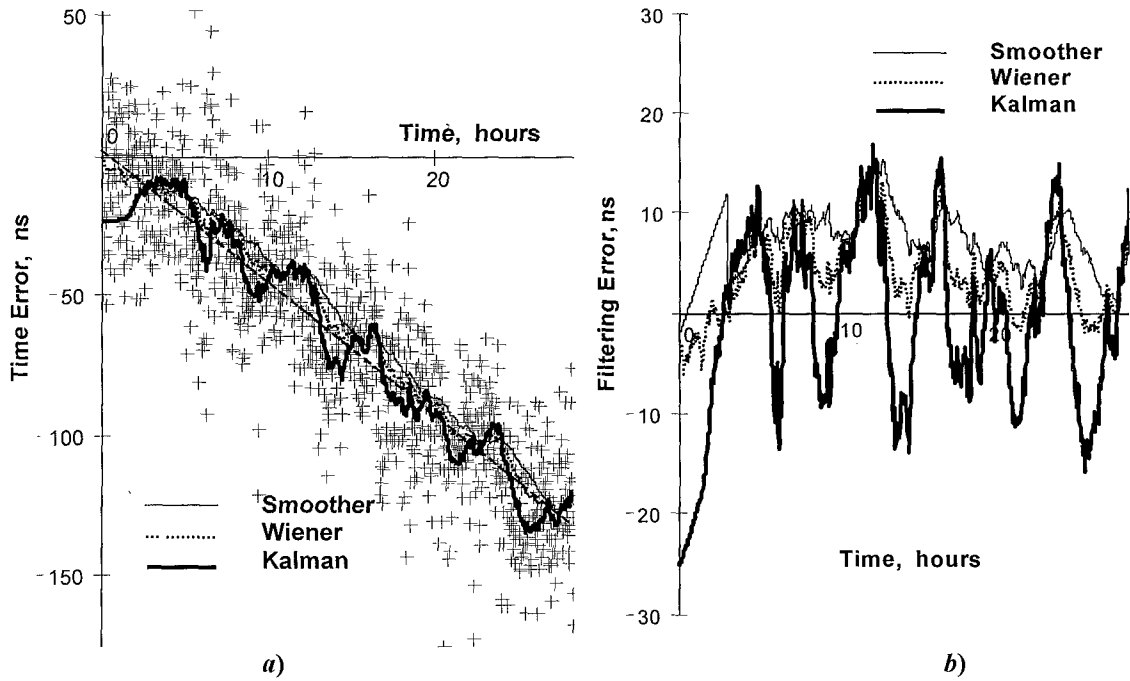 50
0
Time, hours
10
20
Time Error, ns
-50
-100
-150
Smoother
Wiener
Kalman
a)
30
20
10
0
10
20
-10
-20
-30
Filtering Error, ns
Smoother
Wiener
Kalman
Time, hours
b)